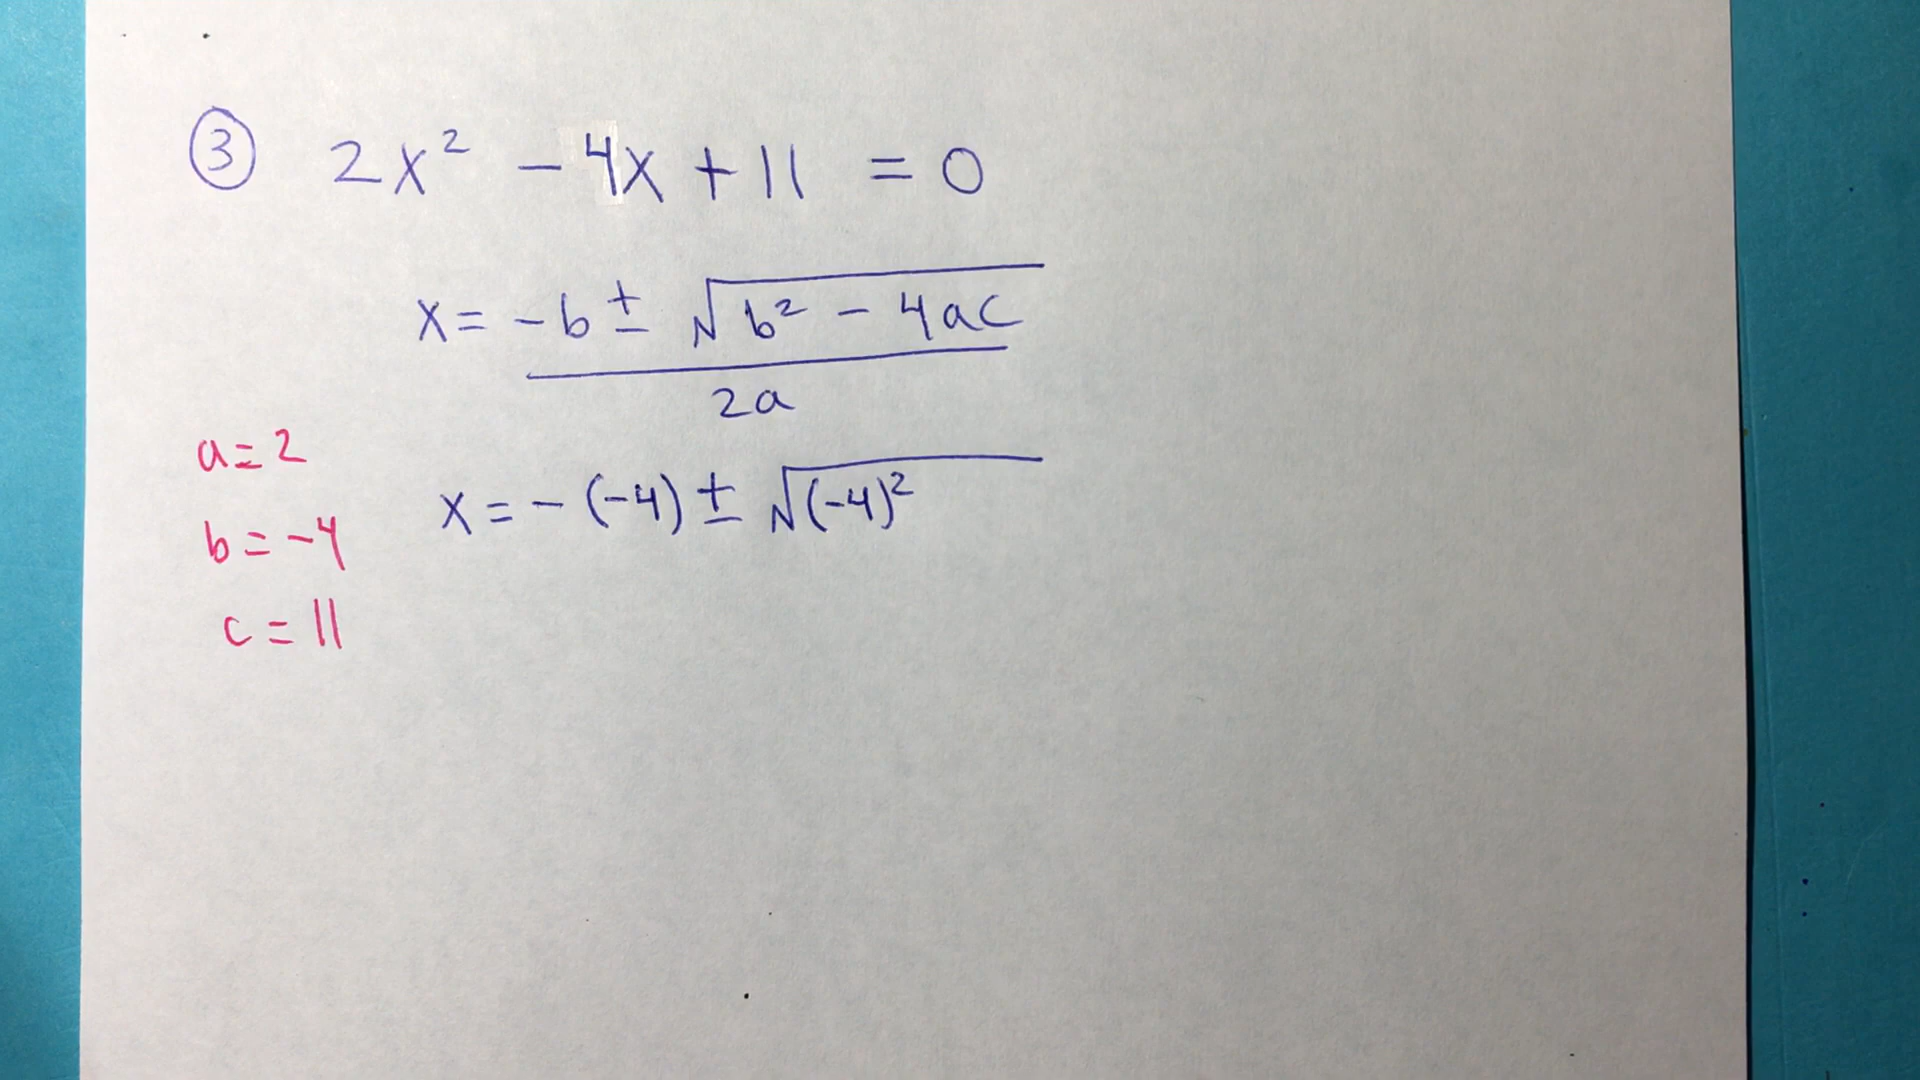 ③ 2x² - 4x + 11 = 0
x = -b ± √b² - 4ac
2a
a = 2
x = -(-4) ± √(-4)²
b = -4
c = 11